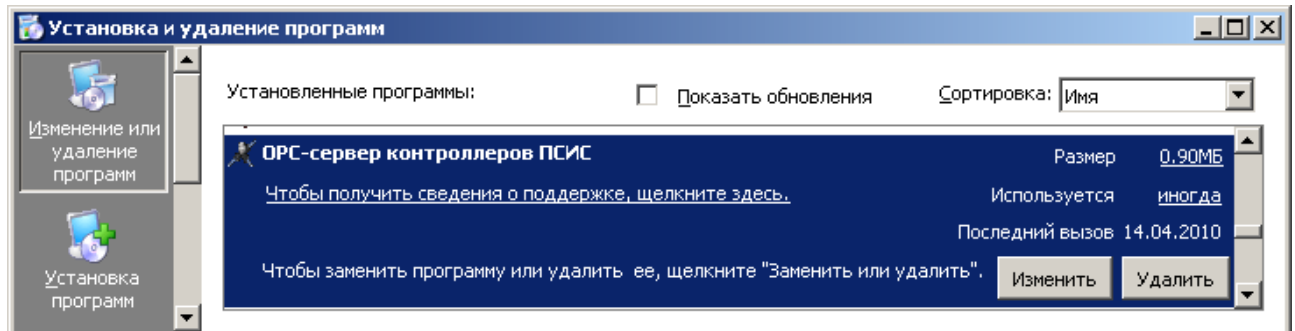 Установка и удаление программ
Изменение или
удаление
программ
Установка
программ
Установленные программы:
Показать обновления
Сортировка: Имя
OPC-сервер контроллеров ПСИС
Размер 0.90МБ
Чтобы получить сведения о поддержке, щелкните здесь.
Используется иногда
Последний вызов 14.04.2010
Чтобы заменить программу или удалить ее, щелкните "Заменить или удалить".
Изменить
Удалить